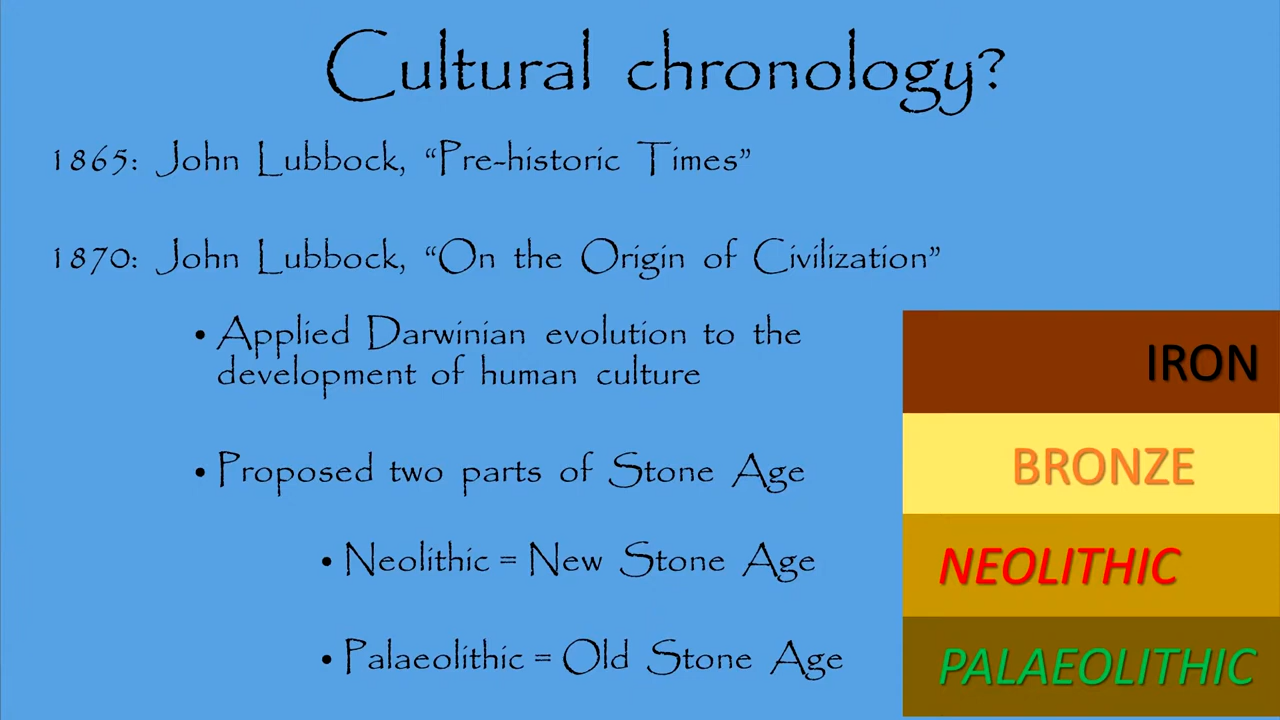 Cultural chronology?
1865: John Lubbock, “Pre-historic Times”
1870: John Lubbock, “On the Origin of Civilization”
• Applied Darwinian evolution to the
development of human culture
• Proposed two parts of Stone Age
• Neolithic = New Stone Age
• Palaeolithic = Old Stone Age
IRON
BRONZE
NEOLITHIC
PALAEOLITHIC